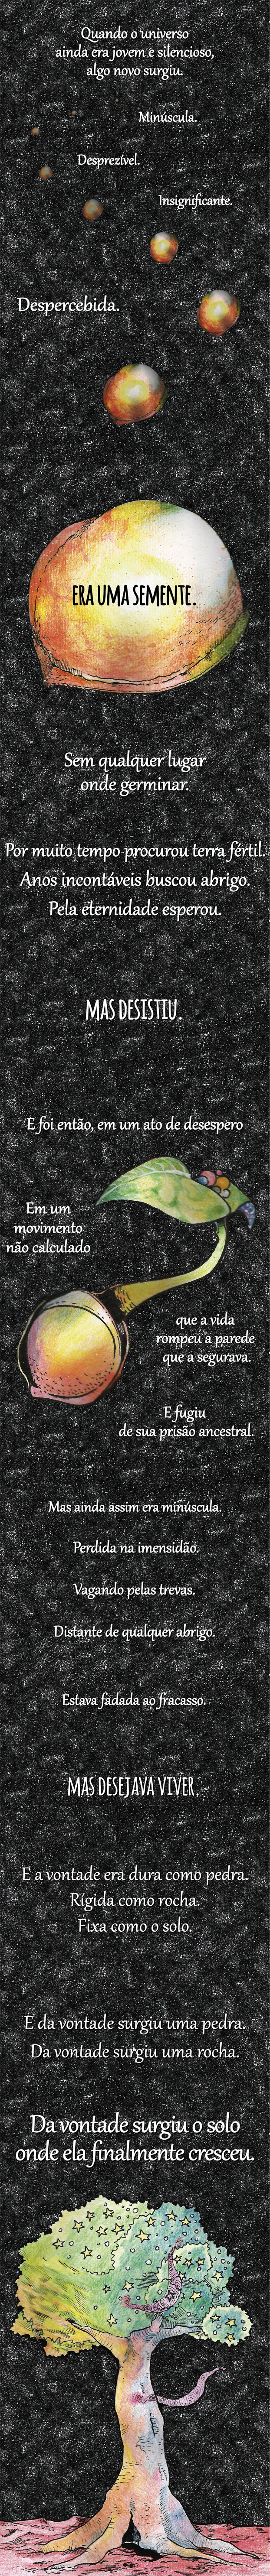 Quando o universo
ainda era jovem e silencioso,
algo novo surgiu.
Minúscula.
Desprezível.
Insignificante.
Despercebida.
ERA UMA SEMENTE.
Sem qualquer lugar
onde germinar.
Por muito tempo procurou terra fértil.
Anos incontáveis buscou abrigo.
Pela eternidade esperou.
MAS DESISTIU.
E foi então, em um ato de desespero
Em um
movimento
não calculado
que a vida
rompeu a parede
que a segurava.
E fugiu
de sua prisão ancestral.
Mas ainda assim era minúscula.
Perdida na imensidão.
Vagando pelas trevas.
Distante de qualquer abrigo.
Estava fadada ao fracasso.
MAS DESEJAVA VIVER.
E a vontade era dura como pedra.
Rígida como rocha.
Fixa como o solo.
E da vontade surgiu uma pedra.
Da vontade surgiu uma rocha.
Da vontade surgiu o solo
onde ela finalmente cresceu.